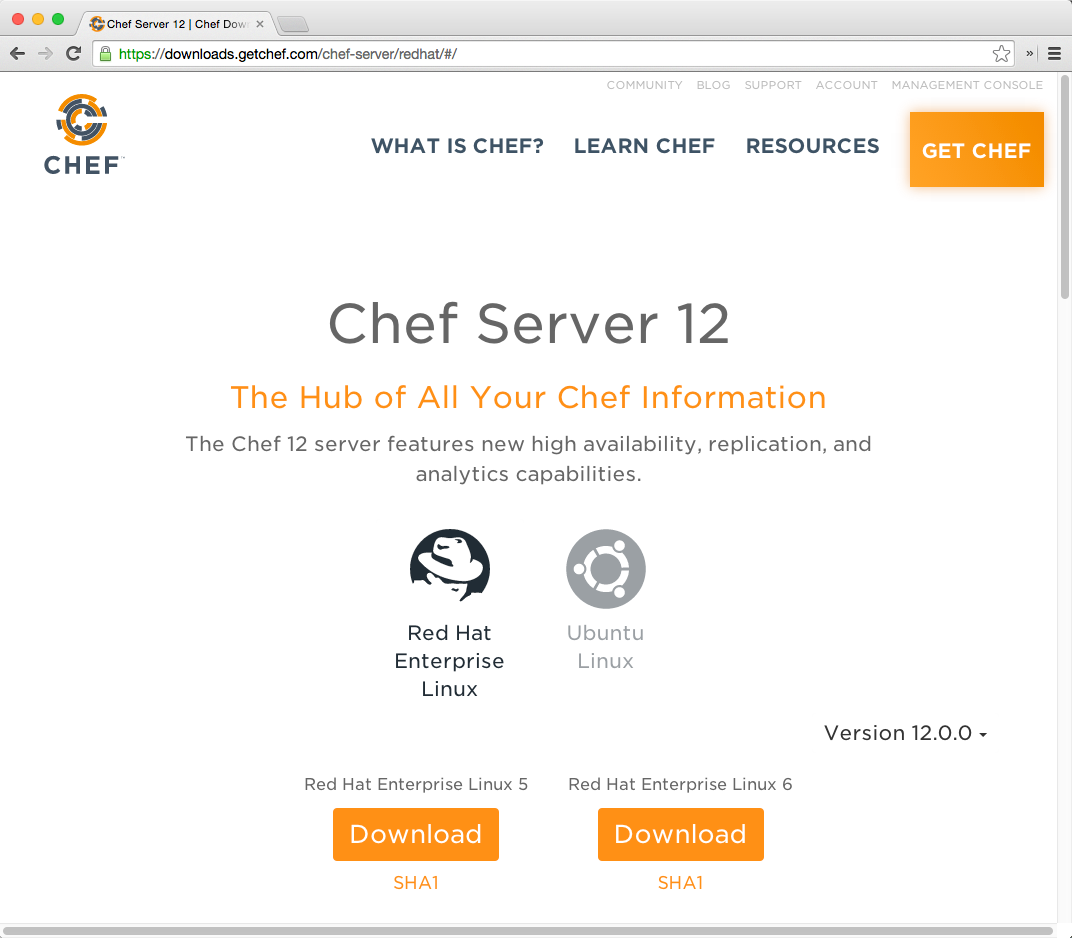 Chef Server 12 | Chef Dow
https://downloads.getchef.com/chef-server/redhat/#/
COMMUNITY BLOG SUPPORT ACCOUNT MANAGEMENT CONSOLE
CHEF™
WHAT IS CHEF? LEARN CHEF RESOURCES GET CHEF
Chef Server 12
The Hub of All Your Chef Information
The Chef 12 server features new high availability, replication, and
analytics capabilities.
Red Hat
Enterprise
Linux
Ubuntu
Linux
Version 12.0.0
Red Hat Enterprise Linux 5
Download
SHA1
Red Hat Enterprise Linux 6
Download
SHA1